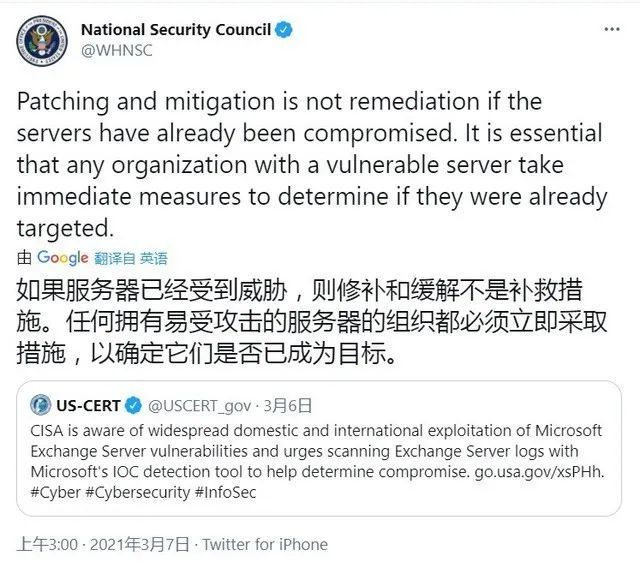 National Security Council
@WHNSC
Patching and mitigation is not remediation if the
servers have already been compromised. It is essential
that any organization with a vulnerable server take
immediate measures to determine if they were already
targeted.
由 Google 翻译自 英语
如果服务器已经受到威胁，则修补和缓解不是补救措
施。任何拥有易受攻击的服务器的组织都必须立即采取
措施，以确定它们是否已成为目标。
US-CERT @USCERT_gov · 3月6日
CISA is aware of widespread domestic and international exploitation of Microsoft
Exchange Server vulnerabilities and urges scanning Exchange Server logs with
Microsoft's IOC detection tool to help determine compromise. go.usa.gov/xsPHh.
#Cyber #Cybersecurity #InfoSec
上午3:00 · 2021年3月7日 · Twitter for iPhone